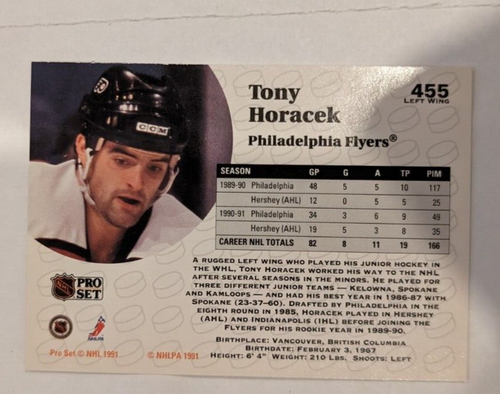 CCM
Tony
Horacek
Philadelphia Flyers®
455
LEFT WING
SEASON GP G A TP PIM
1989-90 Philadelphia 48 5 5 10 117
Hershey (AHL) 12 0 5 5 25
1990-91 Philadelphia 34 3 6 9 49
Hershey (AHL) 19 5 3 8 35
CAREER NHL TOTALS 82 8 11 19 166
A RUGGED LEFT WING WHO PLAYED HIS JUNIOR HOCKEY IN
THE WHL, TONY HORACEK WORKED HIS WAY TO THE NHL
AFTER SEVERAL SEASONS IN THE MINORS. HE PLAYED FOR
THREE DIFFERENT JUNIOR TEAMS — KELOWNA, SPOKANE
AND KAMLOOPS — AND HAD HIS BEST YEAR IN 1986-87 WITH
SPOKANE (23-37-60). DRAFTED BY PHILADELPHIA IN THE
EIGHTH ROUND IN 1985, HORACEK PLAYED IN HERSHEY
(AHL) AND INDIANAPOLIS (IHL) BEFORE JOINING THE
FLYERS FOR HIS ROOKIE YEAR IN 1989-90.
BIRTHPLACE: VANCOUVER, BRITISH COLUMBIA
BIRTHDATE: FEBRUARY 3, 1967
HEIGHT: 6' 4" WEIGHT: 210 LBS. SHOOTS: LEFT
NHL
PRO
SET
NHLPA
Pro Set © NHL 1991
© NHLPA 1991